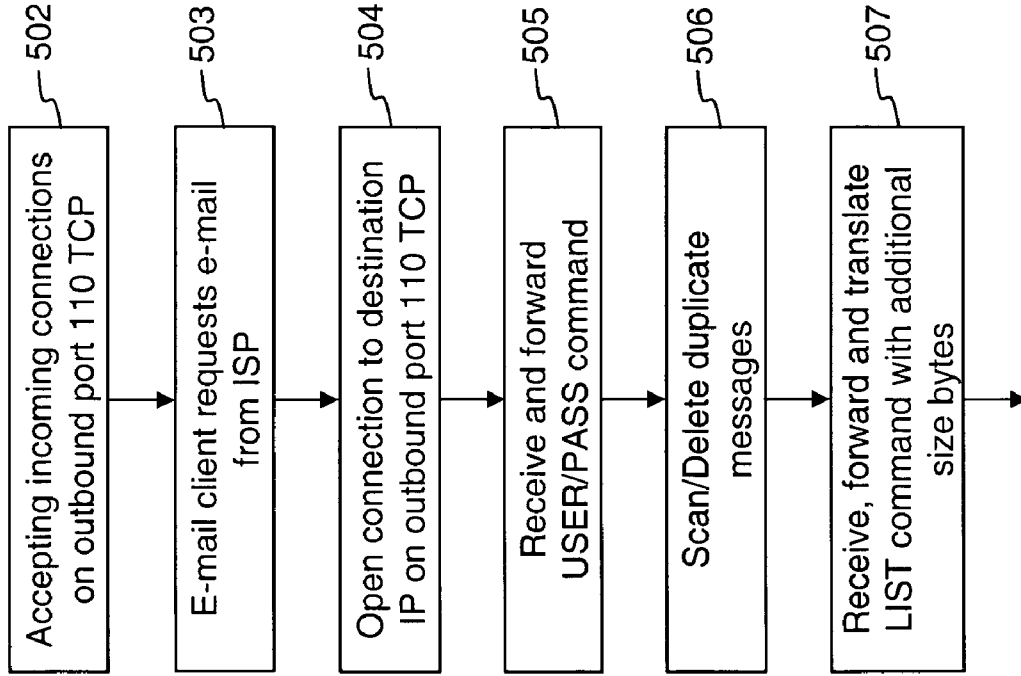 Accepting incoming connections
on outbound port 110 TCP
502
E-mail client requests e-mail
from ISP
503
Open connection to destination
IP on outbound port 110 TCP
504
Receive and forward
USER/PASS command
505
Scan/Delete duplicate
messages
506
Receive, forward and translate
LIST command with additional
size bytes
507